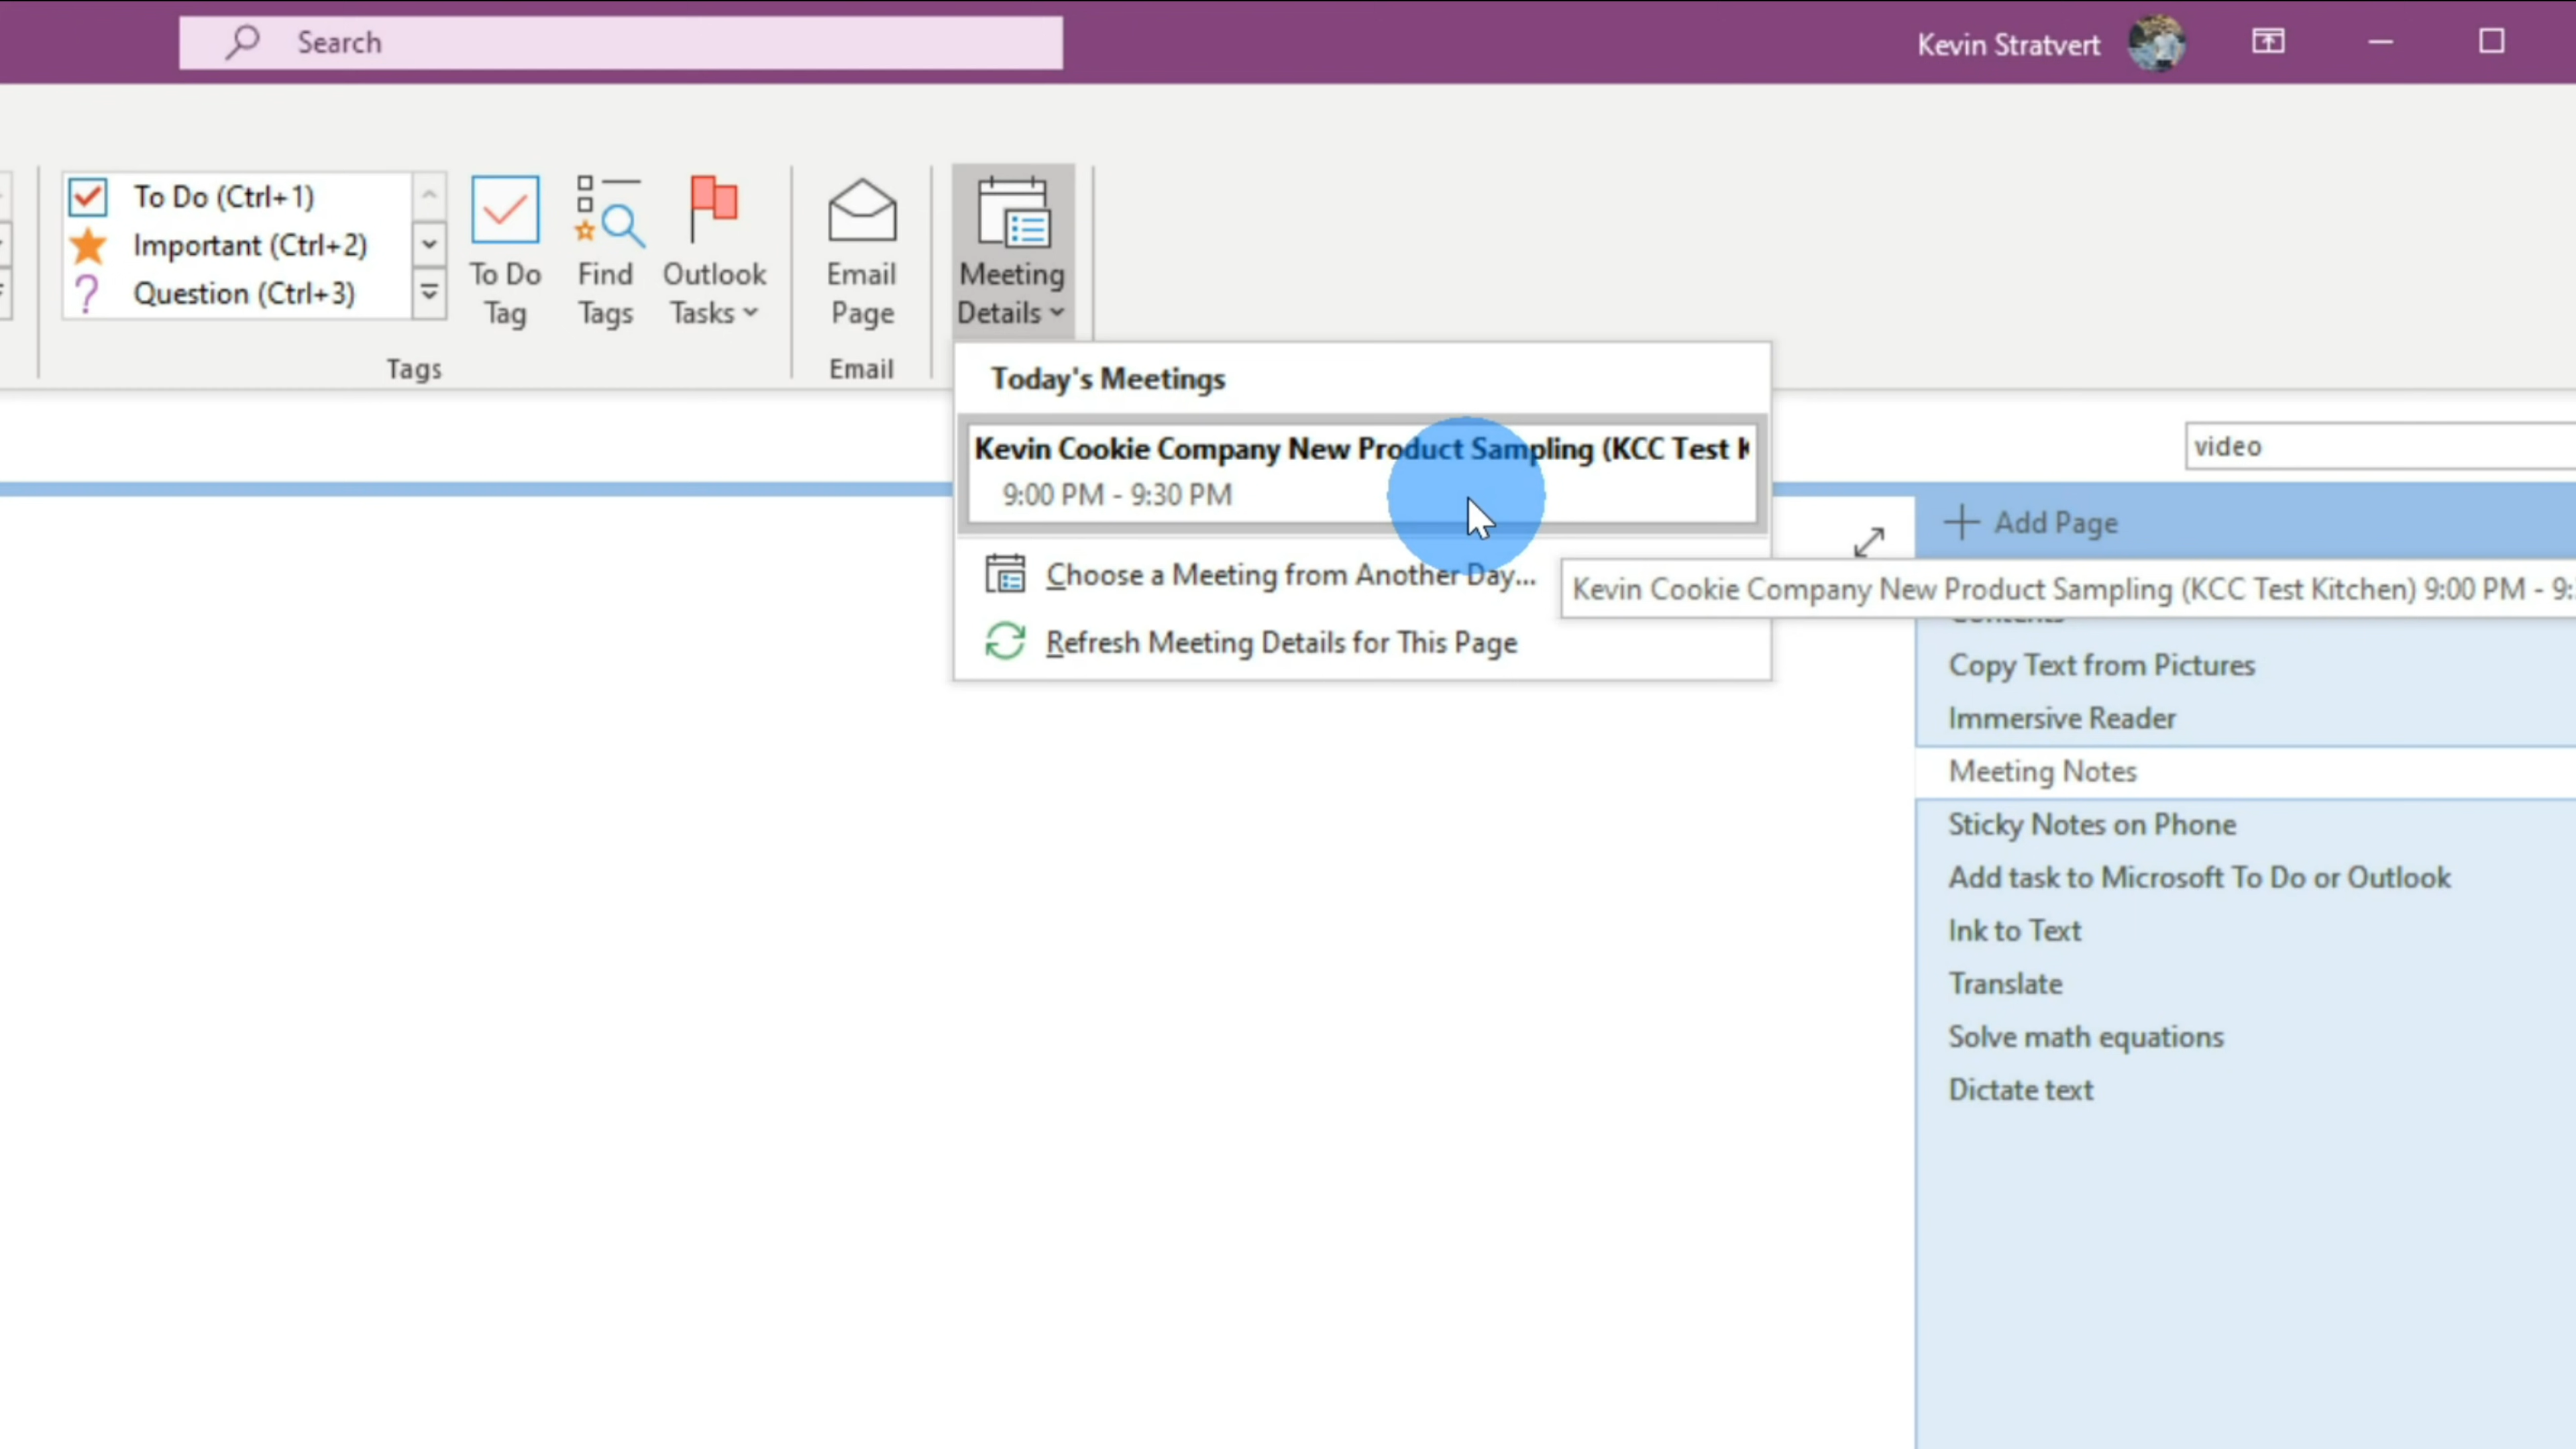 Search
Kevin Stratvert
To Do (Ctrl+1)
Important (Ctrl+2)
Question (Ctrl+3)
To Do
Tag
Find
Tags
Outlook
Tasks
Tags
Email
Page
Email
Meeting
Details
Today's Meetings
Kevin Cookie Company New Product Sampling (KCC Test K
9:00 PM - 9:30 PM
Choose a Meeting from Another Day...
Refresh Meeting Details for This Page
video
Add Page
Kevin Cookie Company New Product Sampling (KCC Test Kitchen) 9:00 PM - 9:
Copy Text from Pictures
Immersive Reader
Meeting Notes
Sticky Notes on Phone
Add task to Microsoft To Do or Outlook
Ink to Text
Translate
Solve math equations
Dictate text